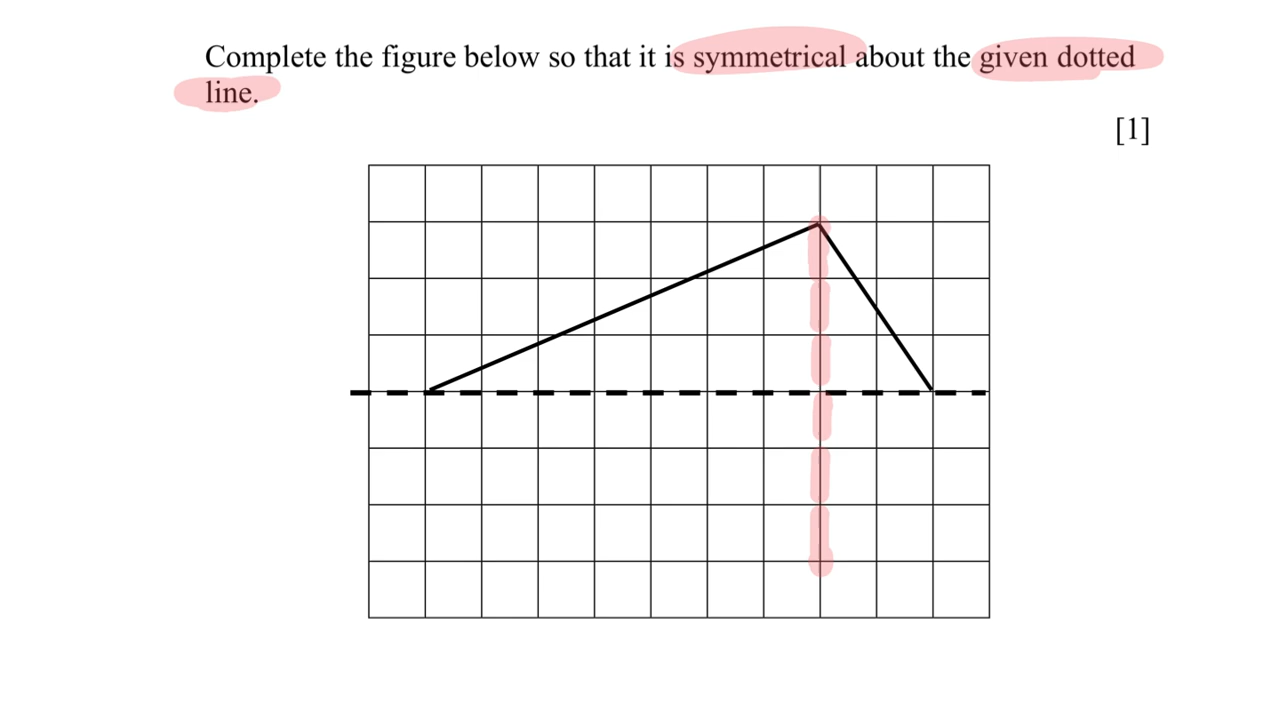 Complete the figure below so that it is symmetrical about the given dotted
line.
[1]